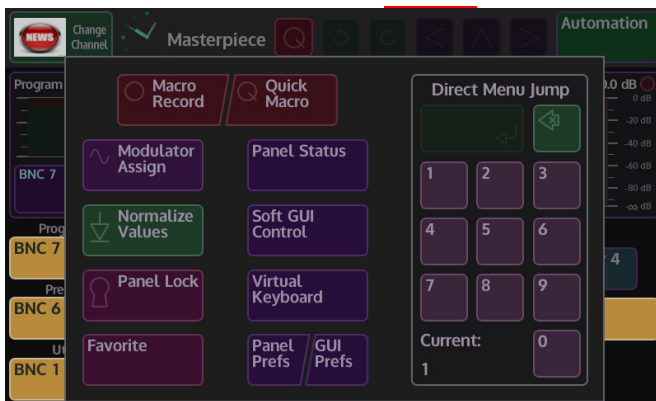 NEWS
Change
Channel
Masterpiece
Q
Automation
Program
Macro
Record
Q
Quick
Macro
Direct Menu Jump
.0 dB
0 dB
-20 dB
-40 dB
-60 dB
-80 dB
-∞ dB
BNC 7
Modulator
Assign
Panel Status
1
2
3
Normalize
Values
Soft GUI
Control
4
5
6
Prog
BNC 7
4
Panel Lock
Virtual
Keyboard
7
8
9
Pre
BNC 6
Favorite
Panel
Prefs
GUI
Prefs
Current:
1
0
Ut
BNC 1